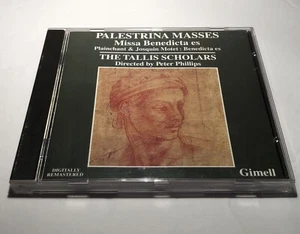 PALESTRINA MASSES
Missa Benedicta es
Plainchant & Josquin Motet : Benedicta es
THE TALLIS SCHOLARS
Directed by Peter Phillips
DIGITALLY
REMASTERED
Gimell